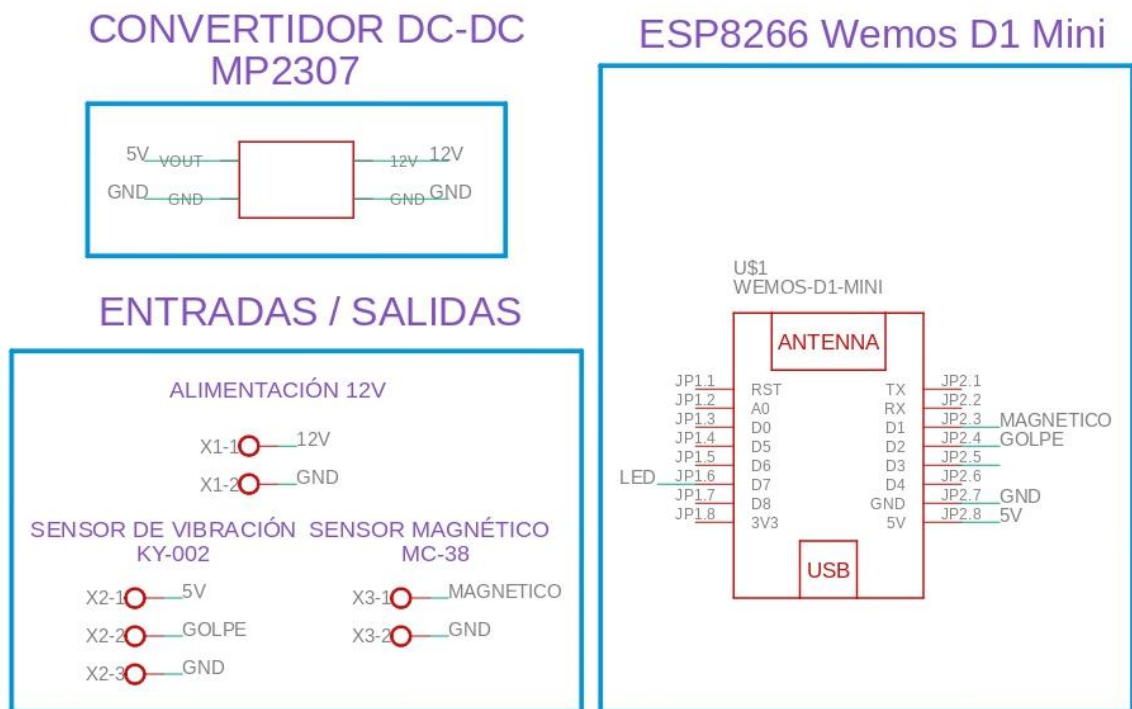 CONVERTIDOR DC-DC
MP2307
5V VOUT 12V 12V
GND GND GND GND
ENTRADAS / SALIDAS
ALIMENTACIÓN 12V
X1-1 12V
X1-2 GND
SENSOR DE VIBRACIÓN
KY-002
X2-1 5V
X2-2 GOLPE
X2-3 GND
SENSOR MAGNÉTICO
MC-38
X3-1 MAGNETICO
X3-2 GND
ESP8266 Wemos D1 Mini
U$1
WEMOS-D1-MINI
ANTENNA
JP1.1 RST TX JP2.1
JP1.2 A0 RX JP2.2
JP1.3 D0 D1 JP2.3 MAGNETICO
JP1.4 D5 D2 JP2.4 GOLPE
JP1.5 D6 D3 JP2.5
LED JP1.6 D7 D4 JP2.6
JP1.7 D8 GND JP2.7 GND
JP1.8 3V3 5V JP2.8 5V
USB